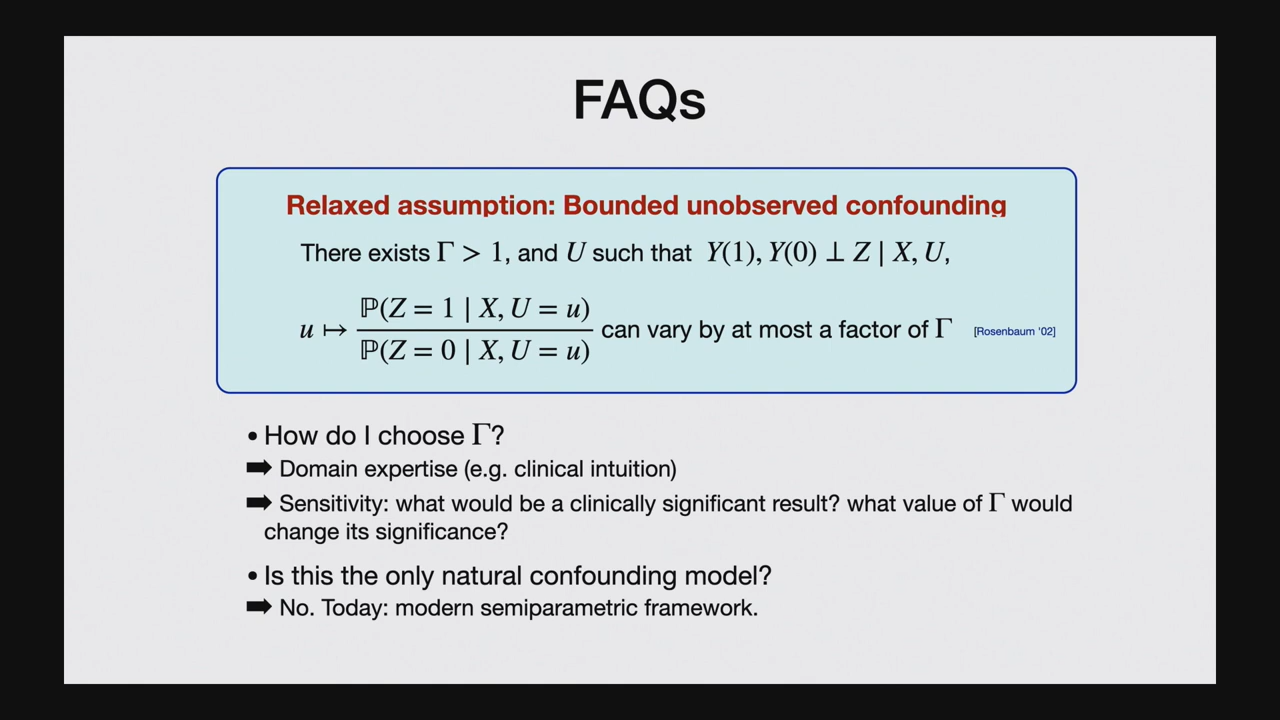 FAQs
Relaxed assumption: Bounded unobserved confounding
There exists Γ > 1, and U such that Y(1), Y(0) ⊥ Z | X, U,
u ↦ ℙ(Z = 1 | X, U = u) / ℙ(Z = 0 | X, U = u) can vary by at most a factor of Γ [Rosenbaum '02]
• How do I choose Γ?
➡ Domain expertise (e.g. clinical intuition)
➡ Sensitivity: what would be a clinically significant result? what value of Γ would
change its significance?
• Is this the only natural confounding model?
➡ No. Today: modern semiparametric framework.